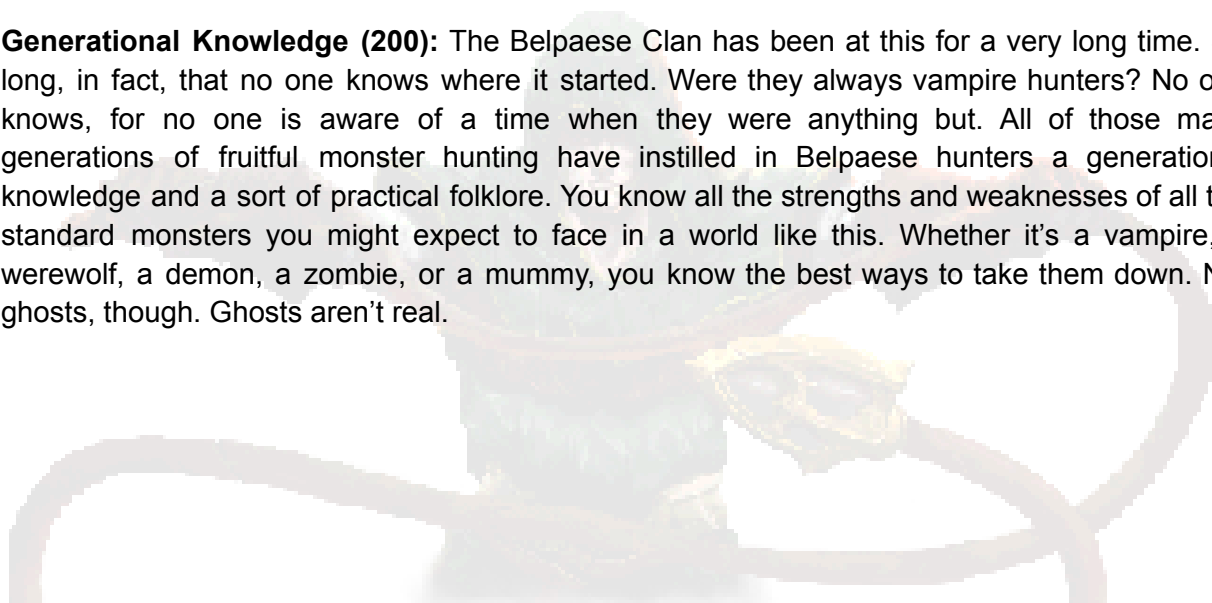 Generational Knowledge (200): The Belpaese Clan has been at this for a very long time.
long, in fact, that no one knows where it started. Were they always vampire hunters? No o
knows, for no one is aware of a time when they were anything but. All of those ma
generations of fruitful monster hunting have instilled in Belpaese hunters a generation
knowledge and a sort of practical folklore. You know all the strengths and weaknesses of all t
standard monsters you might expect to face in a world like this. Whether it’s a vampire,
werewolf, a demon, a zombie, or a mummy, you know the best ways to take them down. N
ghosts, though. Ghosts aren’t real.